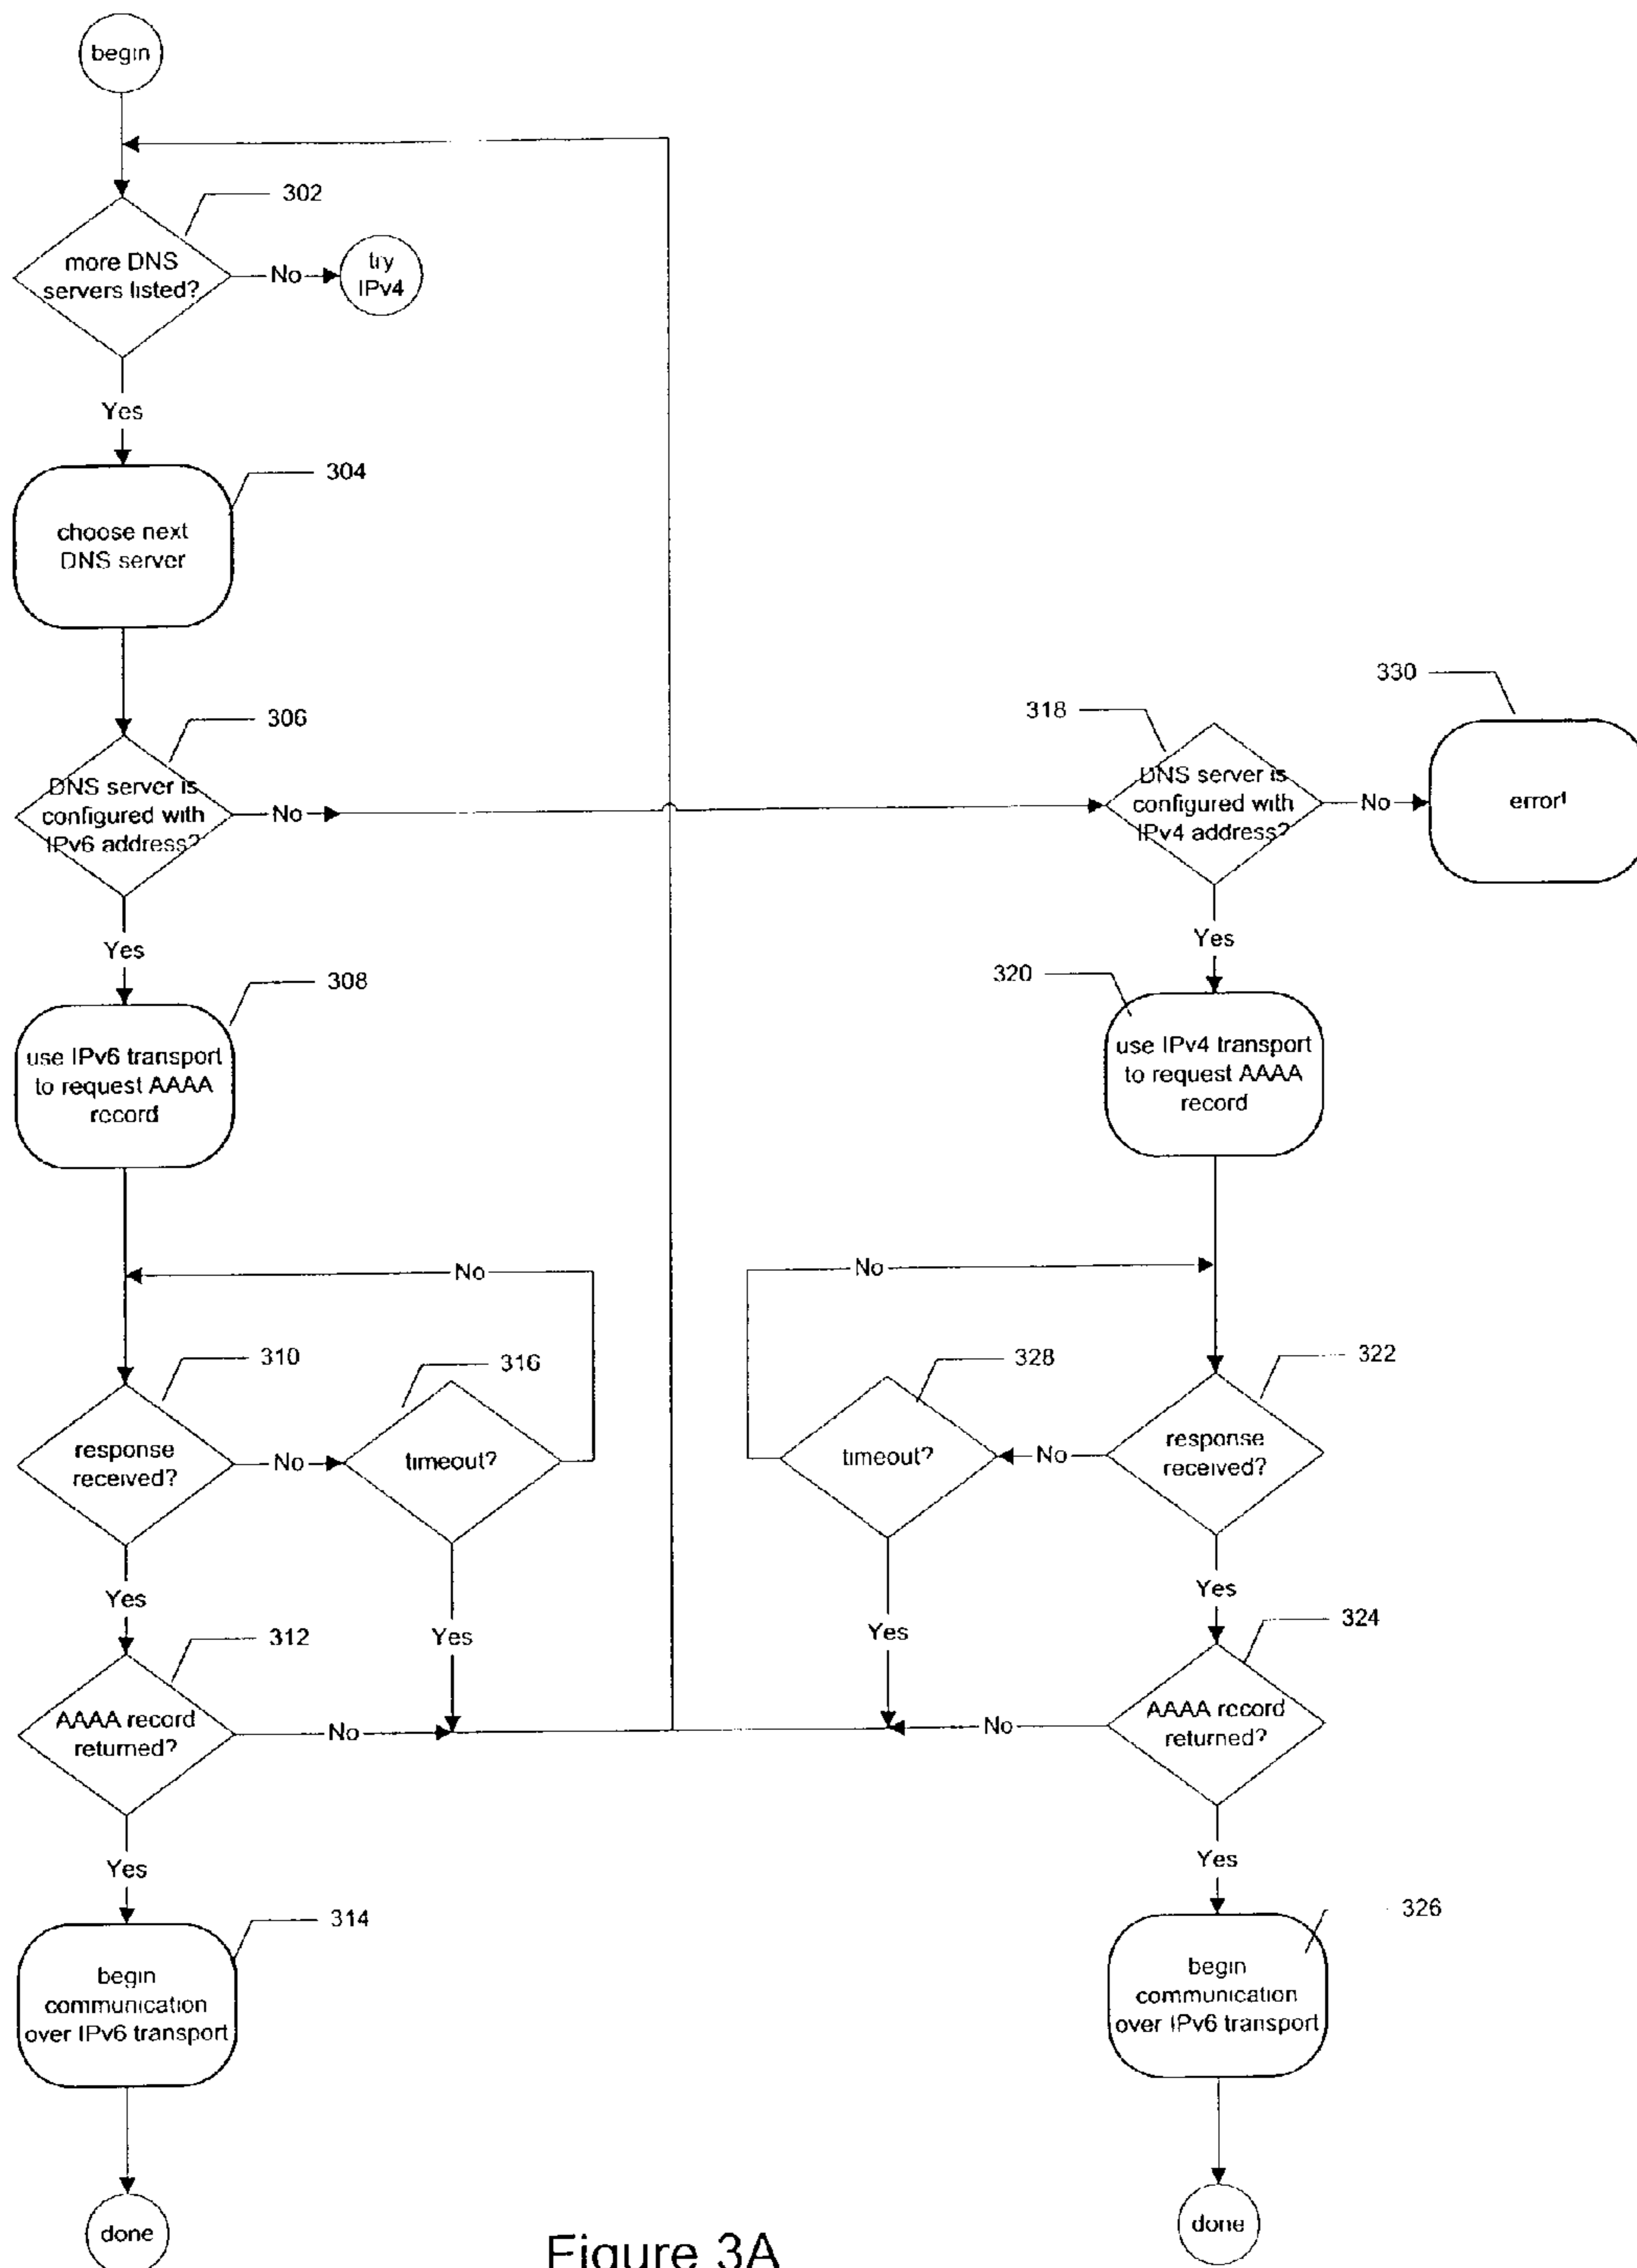 begin
302
more DNS
servers listed?
No
try
IPv4
Yes
304
choose next
DNS server
306
DNS server is
configured with
IPv6 address?
No
318
DNS server is
configured with
IPv4 address?
No
330
error!
Yes
308
use IPv6 transport
to request AAAA
record
Yes
320
use IPv4 transport
to request AAAA
record
No
No
310
response
received?
No
316
timeout?
328
timeout?
No
322
response
received?
Yes
Yes
Yes
Yes
312
AAAA record
returned?
No
No
324
AAAA record
returned?
Yes
Yes
314
begin
communication
over IPv6 transport
326
begin
communication
over IPv6 transport
done
done
Figure 3A